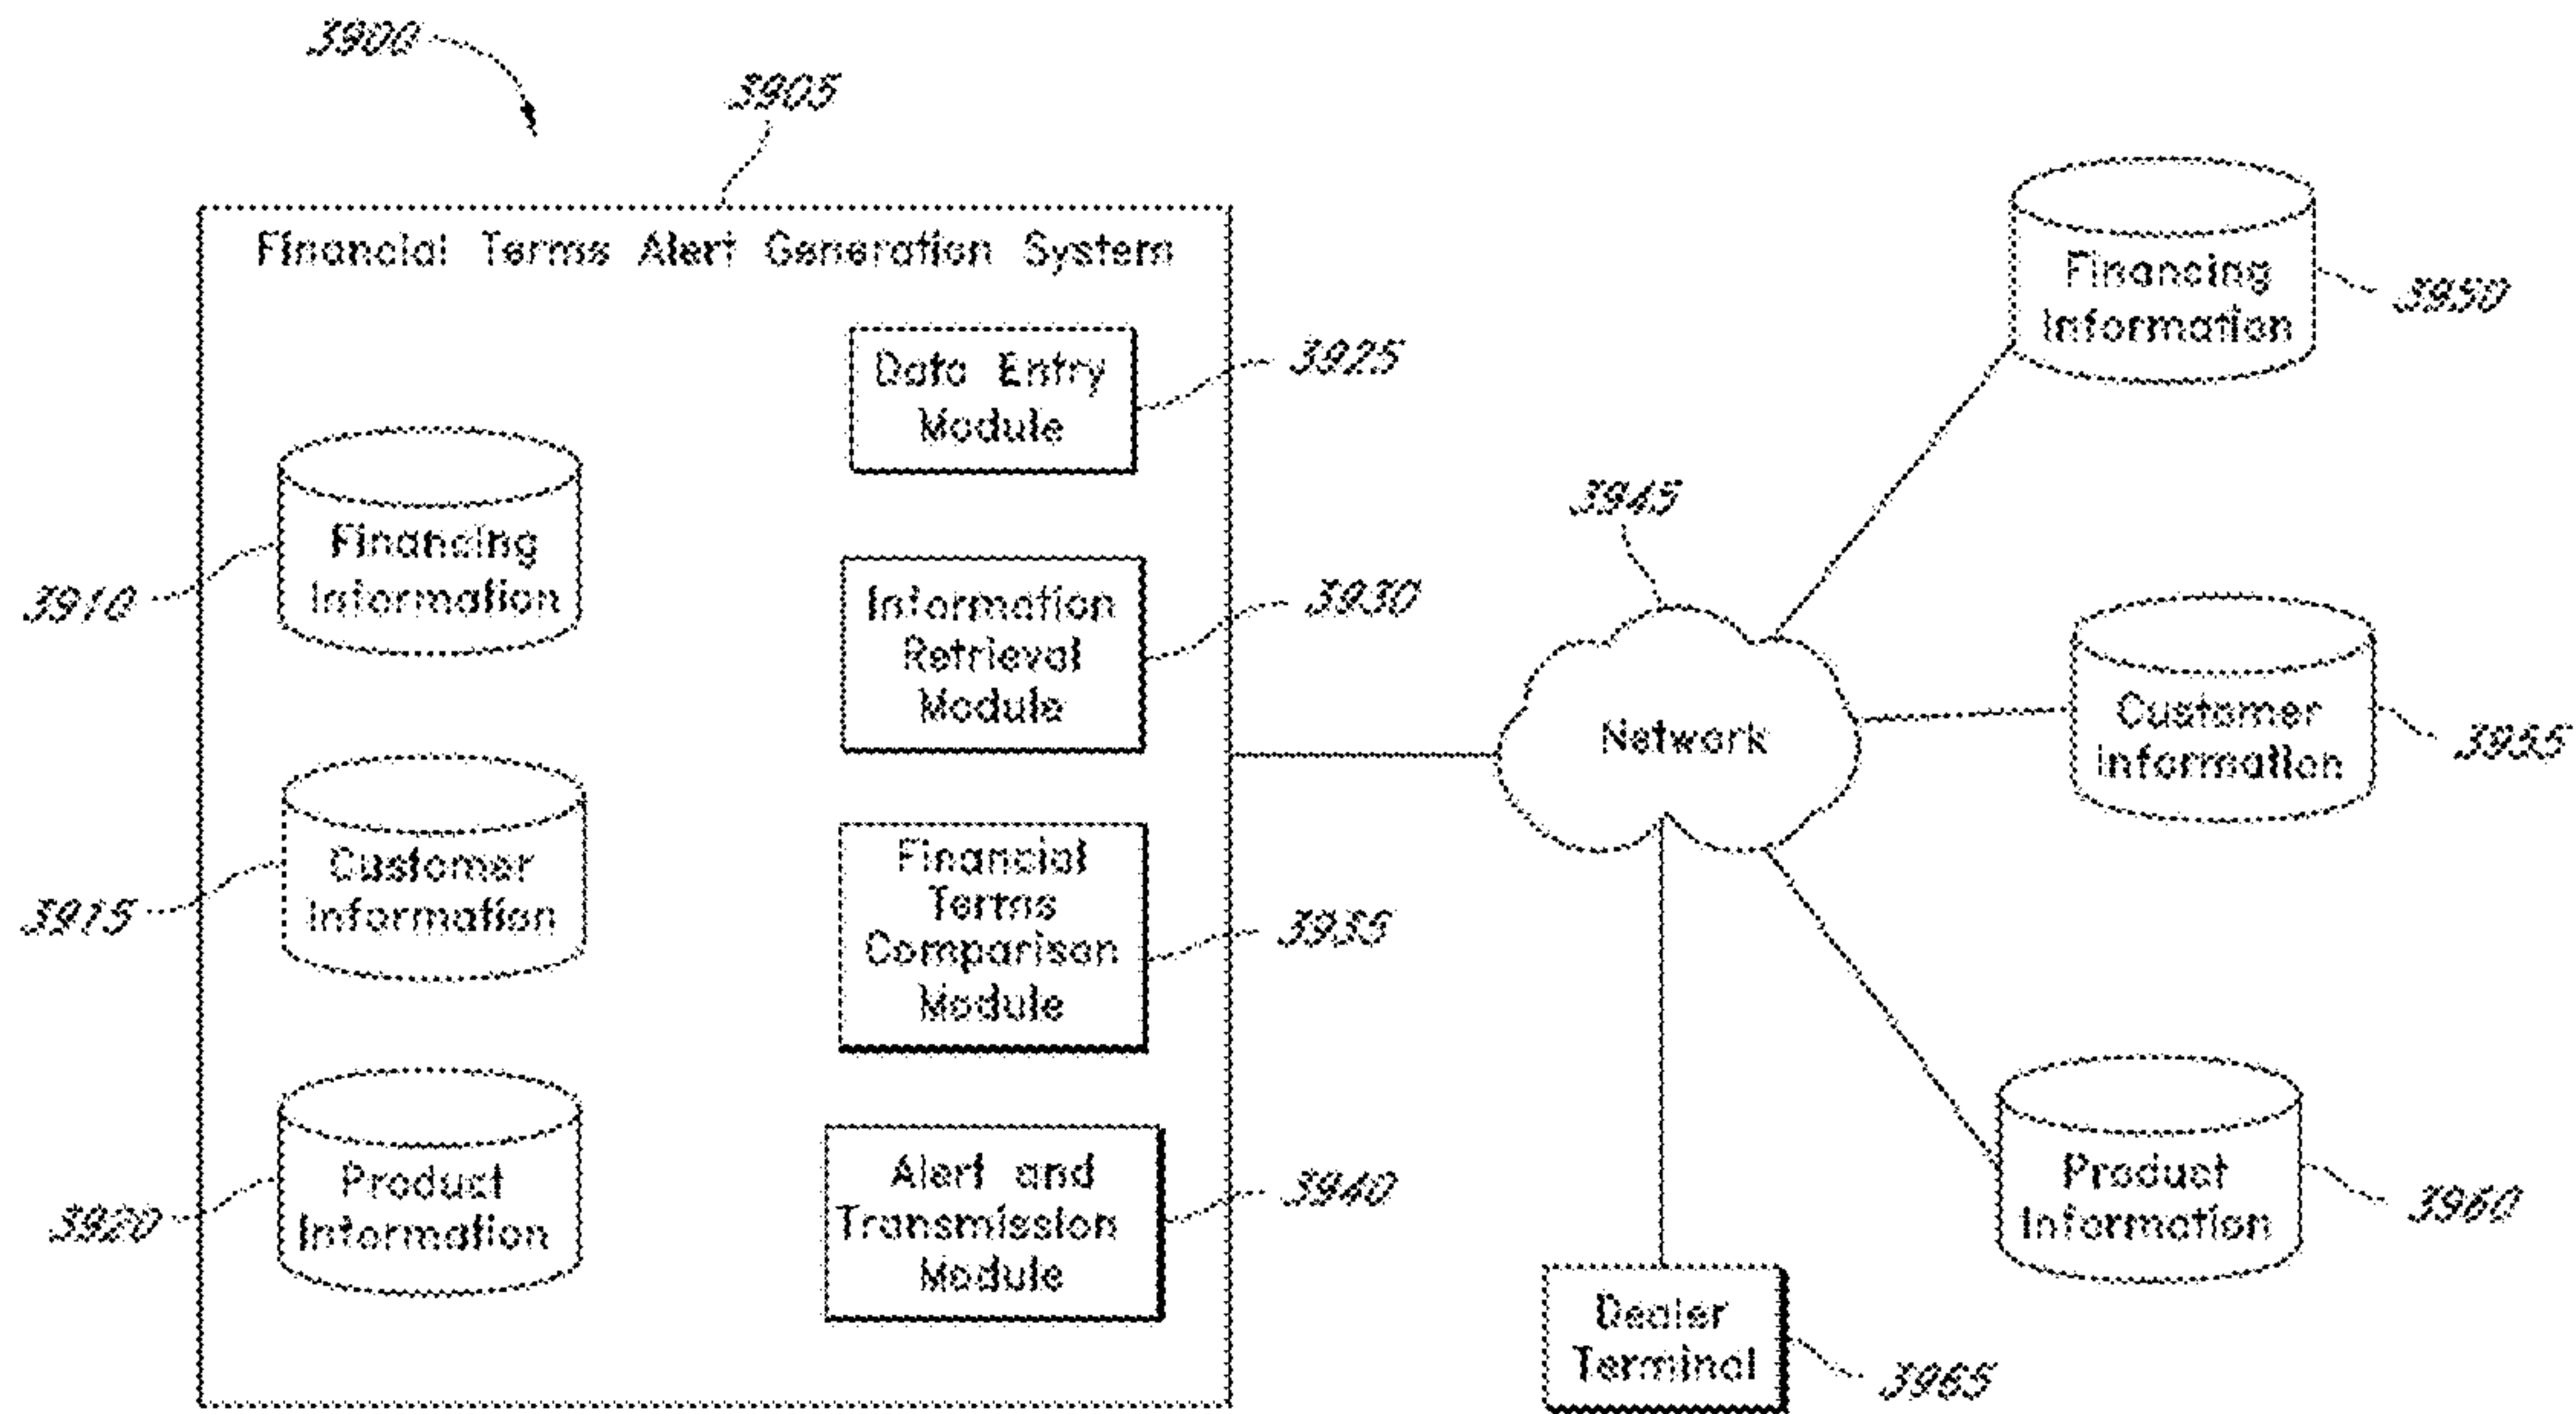 3900
3905
Financial Terms Alert Generation System
Data Entry
Module
3925
Financing
Information
3910
Information
Retrieval
Module
3930
Customer
Information
3915
Financial
Terms
Comparison
Module
3935
Product
Information
3920
Alert and
Transmission
Module
3940
3945
Network
Financing
Information
3950
Customer
Information
3955
Product
Information
3960
Dealer
Terminal
3965